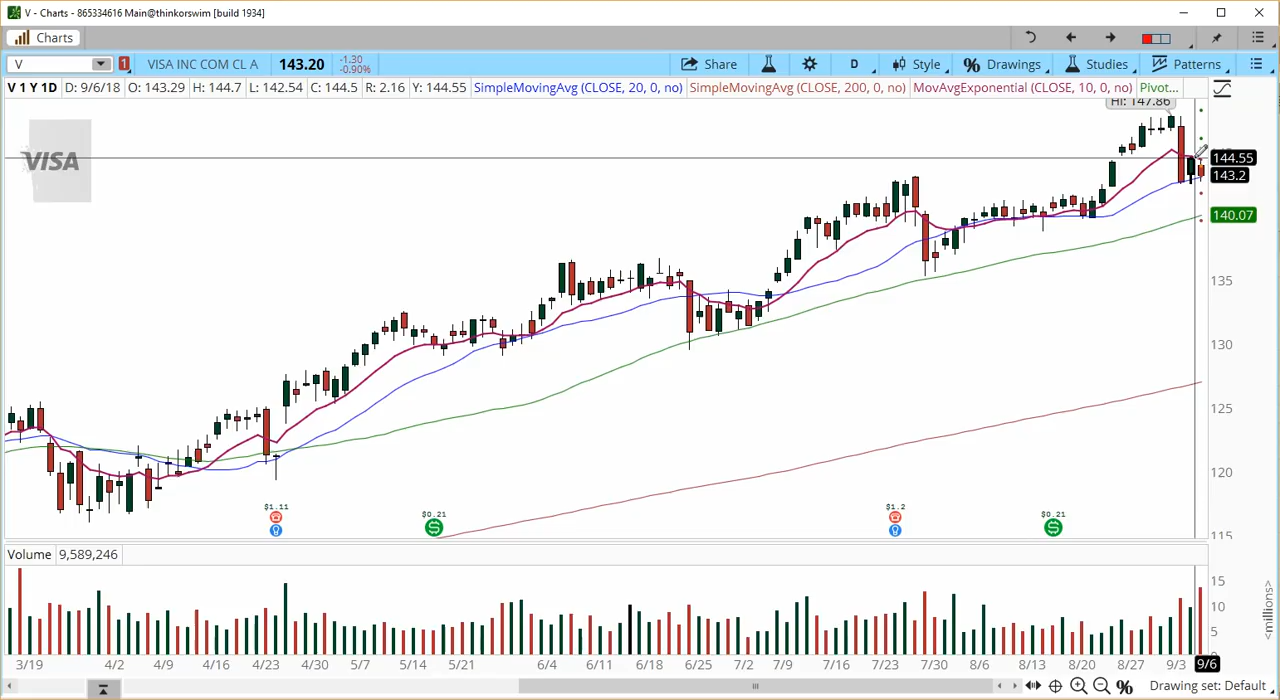 V - Charts - 865334616 Main@thinkorswim [build 1934]
Charts
V 1 VISA INC COM CL A 143.20 -1.30 -0.90% Share D Style % Drawings Studies Patterns
V 1 Y 1D D: 9/6/18 O: 143.29 H: 144.7 L: 142.54 C: 144.5 R: 2.16 Y: 144.55 SimpleMovingAvg (CLOSE, 20, 0, no) SimpleMovingAvg (CLOSE, 200, 0, no) MovAvgExponential (CLOSE, 10, 0, no) Pivot...
Hi: 147.86
VISA
144.55
143.2
140.07
135
130
125
120
115
$1.11 $0.21 $1.2 $0.21
$ $
Volume 9,589,246
15
10
5
<millions>
3/19 4/2 4/9 4/16 4/23 4/30 5/7 5/14 5/21 6/4 6/11 6/18 6/25 7/2 7/9 7/16 7/23 7/30 8/6 8/13 8/20 8/27 9/3 9/6
% Drawing set: Default